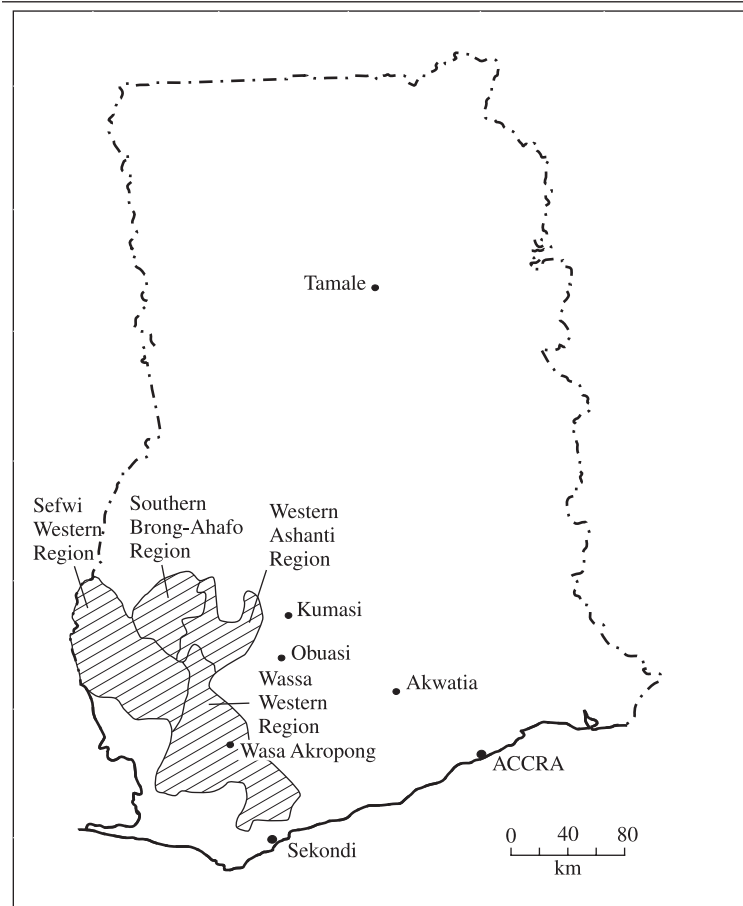 Tamale
Sefwi
Western
Region
Southern
Brong-Ahafo
Region
Western
Ashanti
Region
Kumasi
Obuasi
Wassa
Western
Region
Akwatia
Wasa Akropong
ACCRA
Sekondi
0 40 80
km